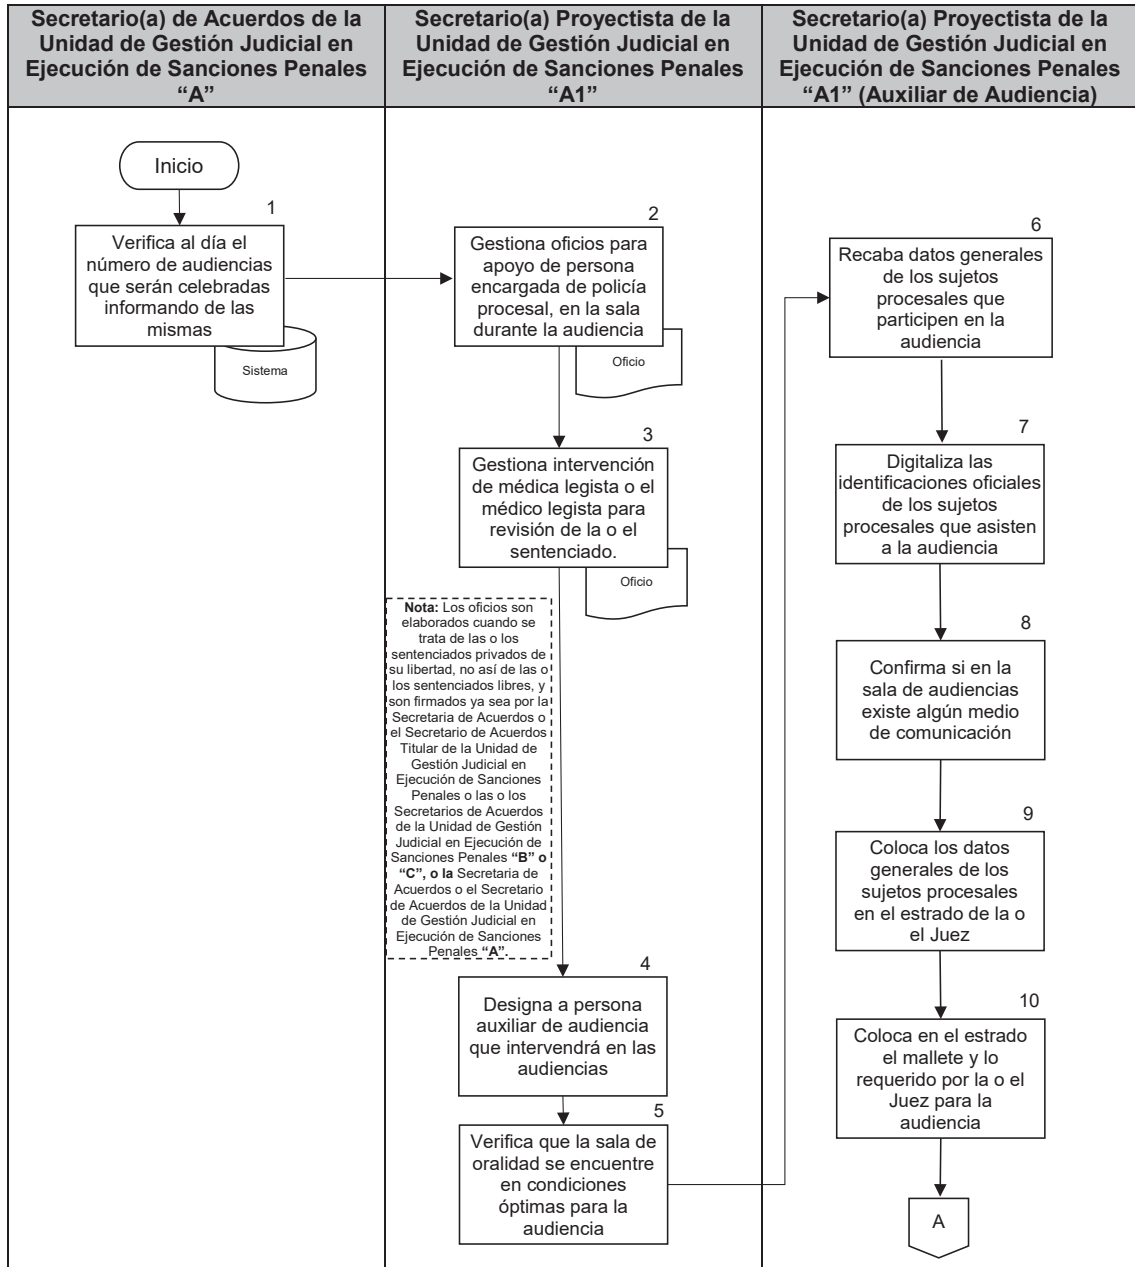 Secretario(a) de Acuerdos de la
Unidad de Gestión Judicial en
Ejecución de Sanciones Penales
“A”
Secretario(a) Proyectista de la
Unidad de Gestión Judicial en
Ejecución de Sanciones Penales
“A1”
Secretario(a) Proyectista de la
Unidad de Gestión Judicial en
Ejecución de Sanciones Penales
“A1” (Auxiliar de Audiencia)
Inicio
1
Verifica al día el
número de audiencias
que serán celebradas
informando de las
mismas
Sistema
2
Gestiona oficios para
apoyo de persona
encargada de policía
procesal, en la sala
durante la audiencia
Oficio
3
Gestiona intervención
de médica legista o el
médico legista para
revisión de la o el
sentenciado.
Oficio
Nota: Los oficios son
elaborados cuando se
trata de las o los
sentenciados privados de
su libertad, no así de las o
los sentenciados libres, y
son firmados ya sea por la
Secretaria de Acuerdos o
el Secretario de Acuerdos
Titular de la Unidad de
Gestión Judicial en
Ejecución de Sanciones
Penales o las o los
Secretarios de Acuerdos
de la Unidad de Gestión
Judicial en Ejecución de
Sanciones Penales “B” o
“C”, o la Secretaria de
Acuerdos o el Secretario
de Acuerdos de la Unidad
de Gestión Judicial en
Ejecución de Sanciones
Penales “A”.
4
Designa a persona
auxiliar de audiencia
que intervendrá en las
audiencias
5
Verifica que la sala de
oralidad se encuentre
en condiciones
óptimas para la
audiencia
6
Recaba datos generales
de los sujetos
procesales que
participen en la
audiencia
7
Digitaliza las
identificaciones oficiales
de los sujetos
procesales que asisten
a la audiencia
8
Confirma si en la
sala de audiencias
existe algún medio
de comunicación
9
Coloca los datos
generales de los
sujetos procesales
en el estrado de la o
el Juez
10
Coloca en el estrado
el mallete y lo
requerido por la o el
Juez para la
audiencia
A